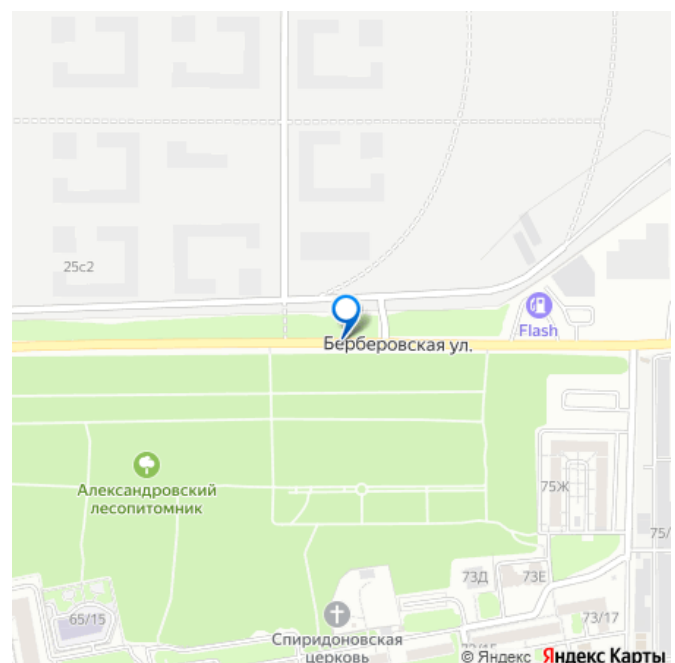 25с2
Flash
Берберовская ул.
Александровский
лесопитомник
75Ж
75/
73Д
73Е
65/15
73/17
Спиридоновская
церковь
© Яндекс Яндекс Карты